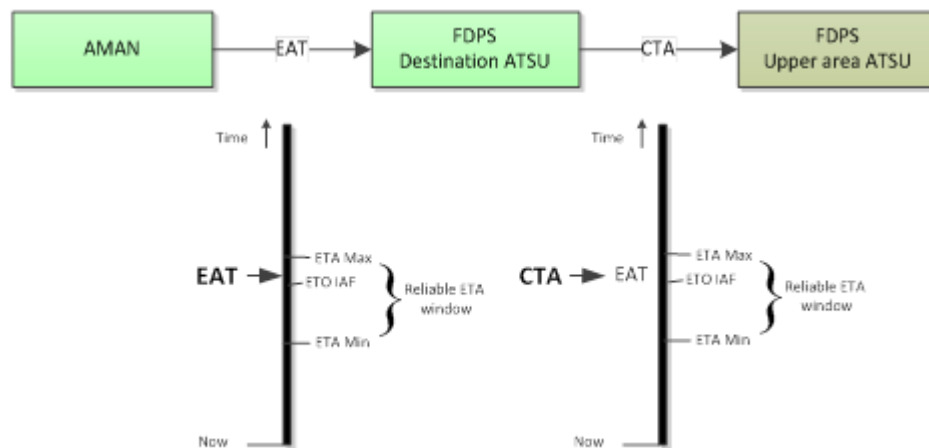 AMAN
EAT
FDPS
Destination ATSU
CTA
FDPS
Upper area ATSU
Time
ETA Max
EAT
ETO IAF
Reliable ETA
window
ETA Min
Now
Time
ETA Max
CTA
EAT
ETO IAF
Reliable ETA
window
ETA Min
Now